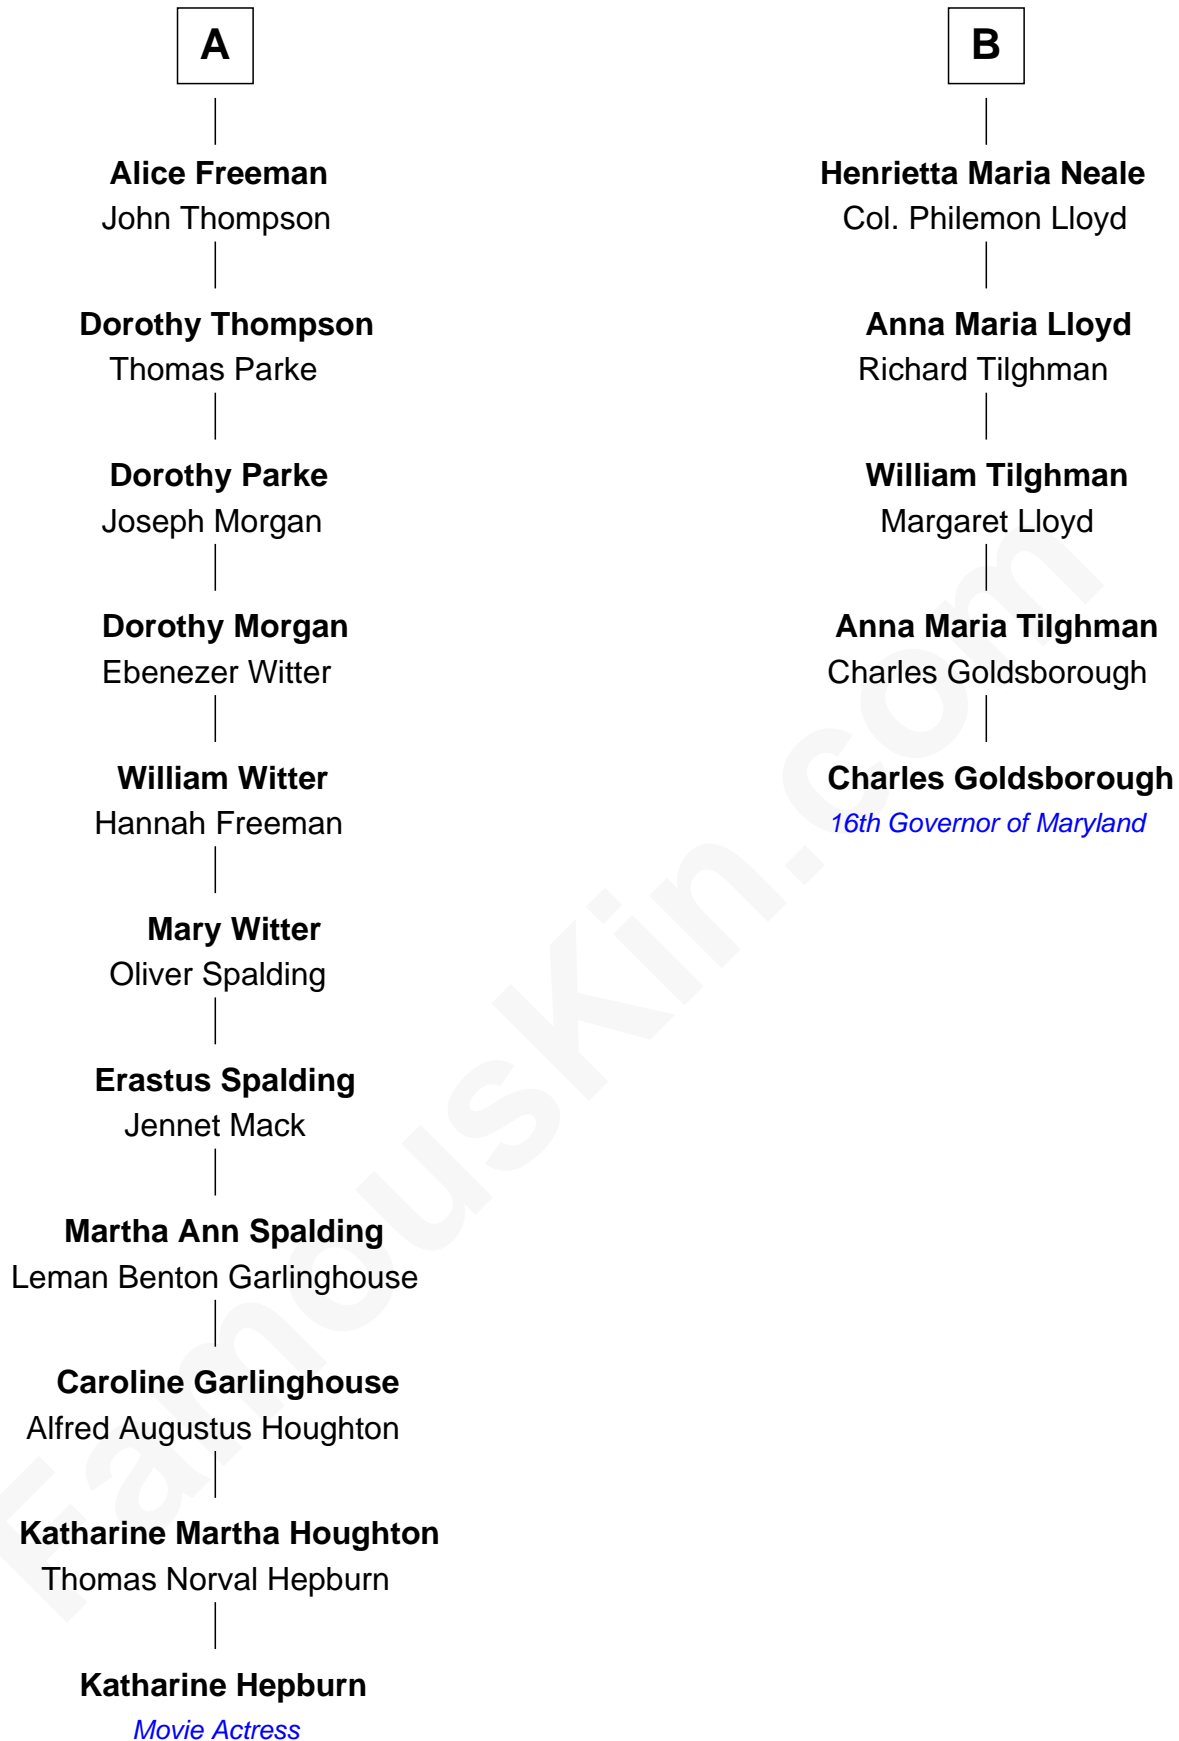 A
Alice Freeman
John Thompson
Dorothy Thompson
Thomas Parke
Dorothy Parke
Joseph Morgan
Dorothy Morgan
Ebenezer Witter
William Witter
Hannah Freeman
Mary Witter
Oliver Spalding
Erastus Spalding
Jennet Mack
Martha Ann Spalding
Leman Benton Garlinghouse
Caroline Garlinghouse
Alfred Augustus Houghton
Katharine Martha Houghton
Thomas Norval Hepburn
Katharine Hepburn
Movie Actress
B
Henrietta Maria Neale
Col. Philemon Lloyd
Anna Maria Lloyd
Richard Tilghman
William Tilghman
Margaret Lloyd
Anna Maria Tilghman
Charles Goldsborough
Charles Goldsborough
16th Governor of Maryland
FamousKin.com